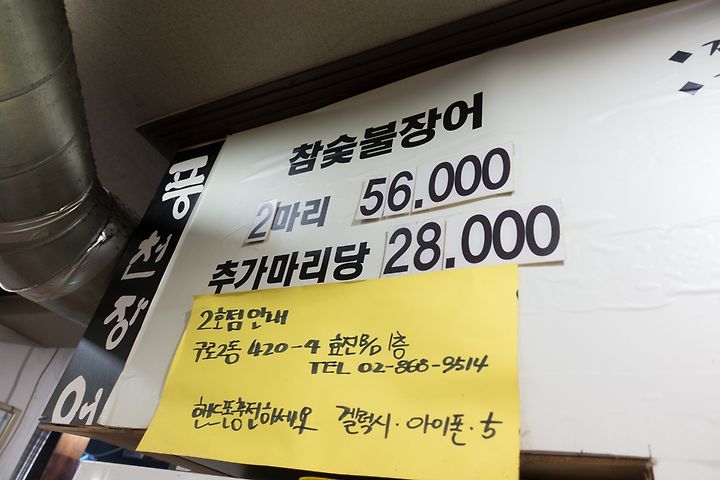 참숯불장어
2마리 56.000
추가마리당 28.000
풍천장어
2호점 안내
구로2동 420-4 효진B/D 1층
TEL 02-868-9514
핸드폰충전하세요 겔럭시·아이폰·5